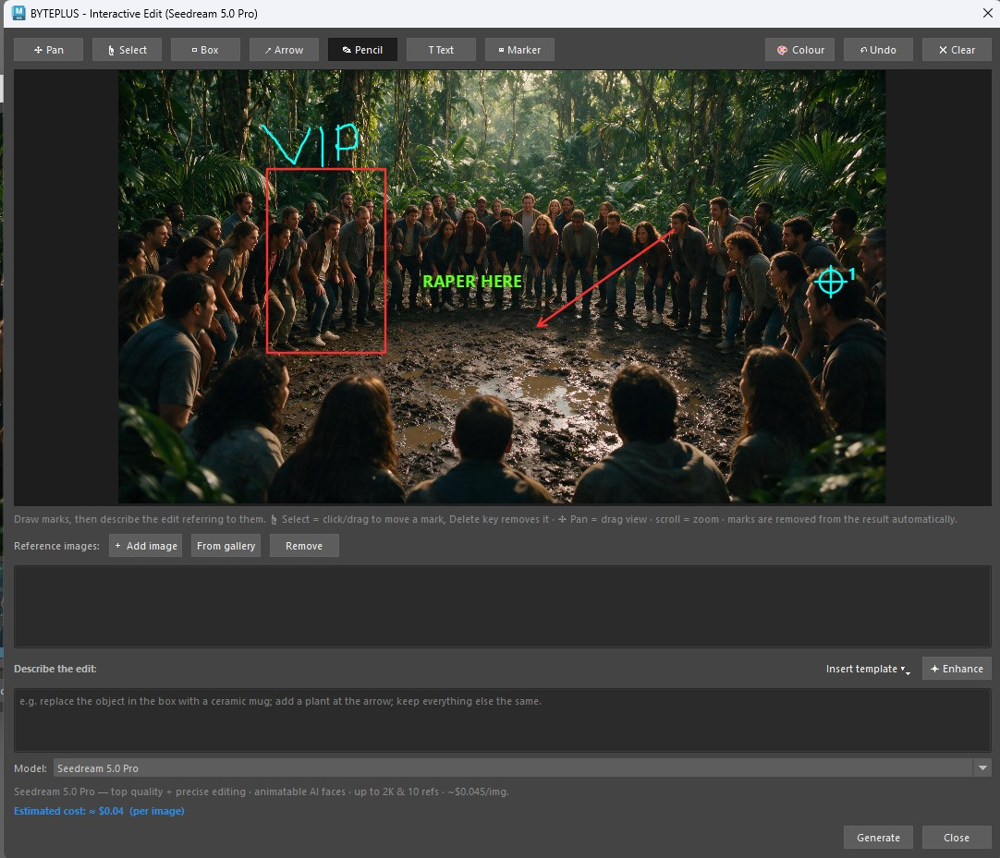 BYTEPLUS - Interactive Edit (Seedream 5.0 Pro)
Pan Select Box Arrow Pencil T Text Marker Colour Undo Clear
VIP
RAPER HERE
1
Draw marks, then describe the edit referring to them. Select = click/drag to move a mark, Delete key removes it · Pan = drag view · scroll = zoom · marks are removed from the result automatically.
Reference images: + Add image From gallery Remove
Describe the edit: Insert template Enhance
e.g. replace the object in the box with a ceramic mug; add a plant at the arrow; keep everything else the same.
Model: Seedream 5.0 Pro
Seedream 5.0 Pro — top quality + precise editing · animatable AI faces · up to 2K & 10 refs · ~$0.045/img.
Estimated cost: ≈ $0.04 (per image)
Generate Close